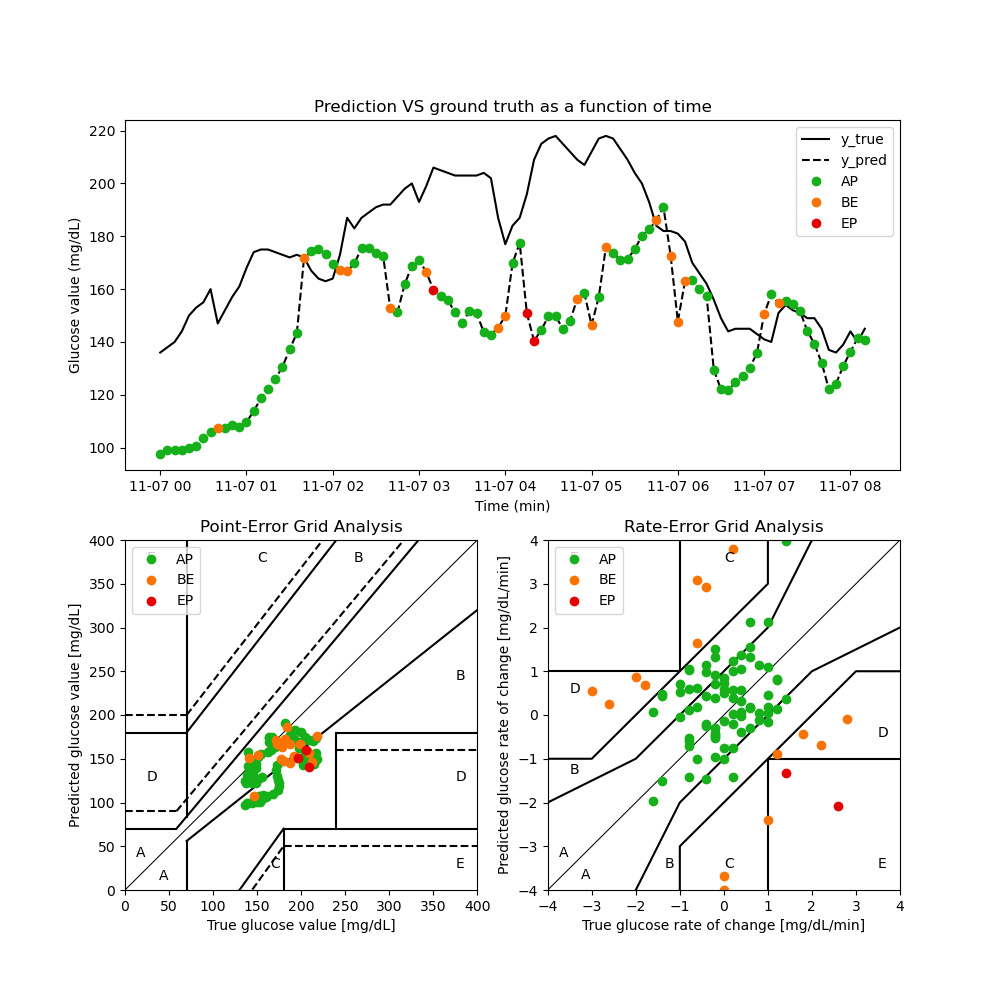 Prediction VS ground truth as a function of time
Glucose value (mg/dL)
220
200
180
160
140
120
100
y_true
y_pred
AP
BE
EP
11-07 00 11-07 01 11-07 02 11-07 03 11-07 04 11-07 05 11-07 06 11-07 07 11-07 08
Time (min)
Point-Error Grid Analysis
Predicted glucose value [mg/dL]
400
350
300
250
200
150
100
50
0
AP
BE
EP
C
B
B
D
D
A
A
C
E
0 50 100 150 200 250 300 350 400
True glucose value [mg/dL]
Rate-Error Grid Analysis
Predicted glucose rate of change [mg/dL/min]
4
3
2
1
0
−1
−2
−3
−4
AP
BE
EP
C
D
D
B
A
A
B
C
E
−4 −3 −2 −1 0 1 2 3 4
True glucose rate of change [mg/dL/min]